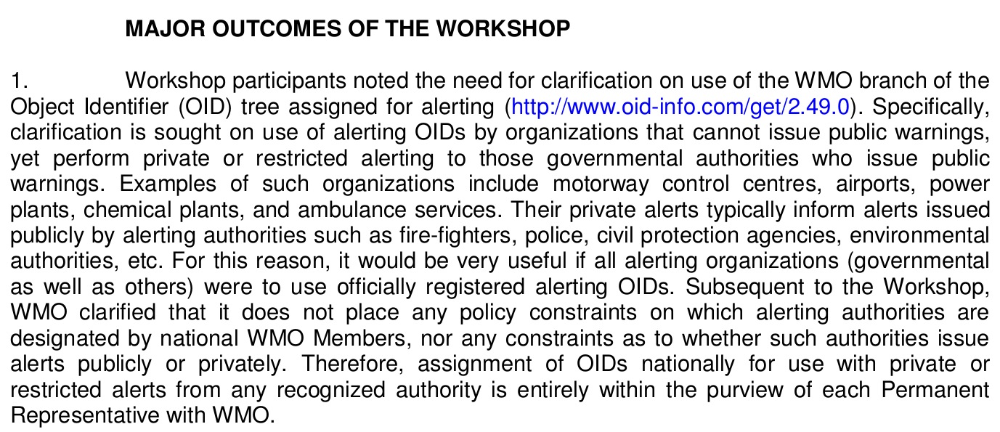 MAJOR OUTCOMES OF THE WORKSHOP
1. Workshop participants noted the need for clarification on use of the WMO branch of the
Object Identifier (OID) tree assigned for alerting (http://www.oid-info.com/get/2.49.0). Specifically,
clarification is sought on use of alerting OIDs by organizations that cannot issue public warnings,
yet perform private or restricted alerting to those governmental authorities who issue public
warnings. Examples of such organizations include motorway control centres, airports, power
plants, chemical plants, and ambulance services. Their private alerts typically inform alerts issued
publicly by alerting authorities such as fire-fighters, police, civil protection agencies, environmental
authorities, etc. For this reason, it would be very useful if all alerting organizations (governmental
as well as others) were to use officially registered alerting OIDs. Subsequent to the Workshop,
WMO clarified that it does not place any policy constraints on which alerting authorities are
designated by national WMO Members, nor any constraints as to whether such authorities issue
alerts publicly or privately. Therefore, assignment of OIDs nationally for use with private or
restricted alerts from any recognized authority is entirely within the purview of each Permanent
Representative with WMO.